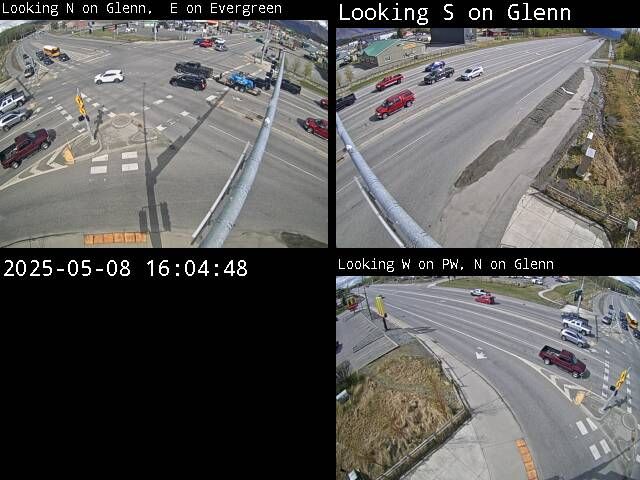 Looking N on Glenn,  E on Evergreen
Looking S on Glenn
2025-05-08 16:04:48
Looking W on PW, N on Glenn